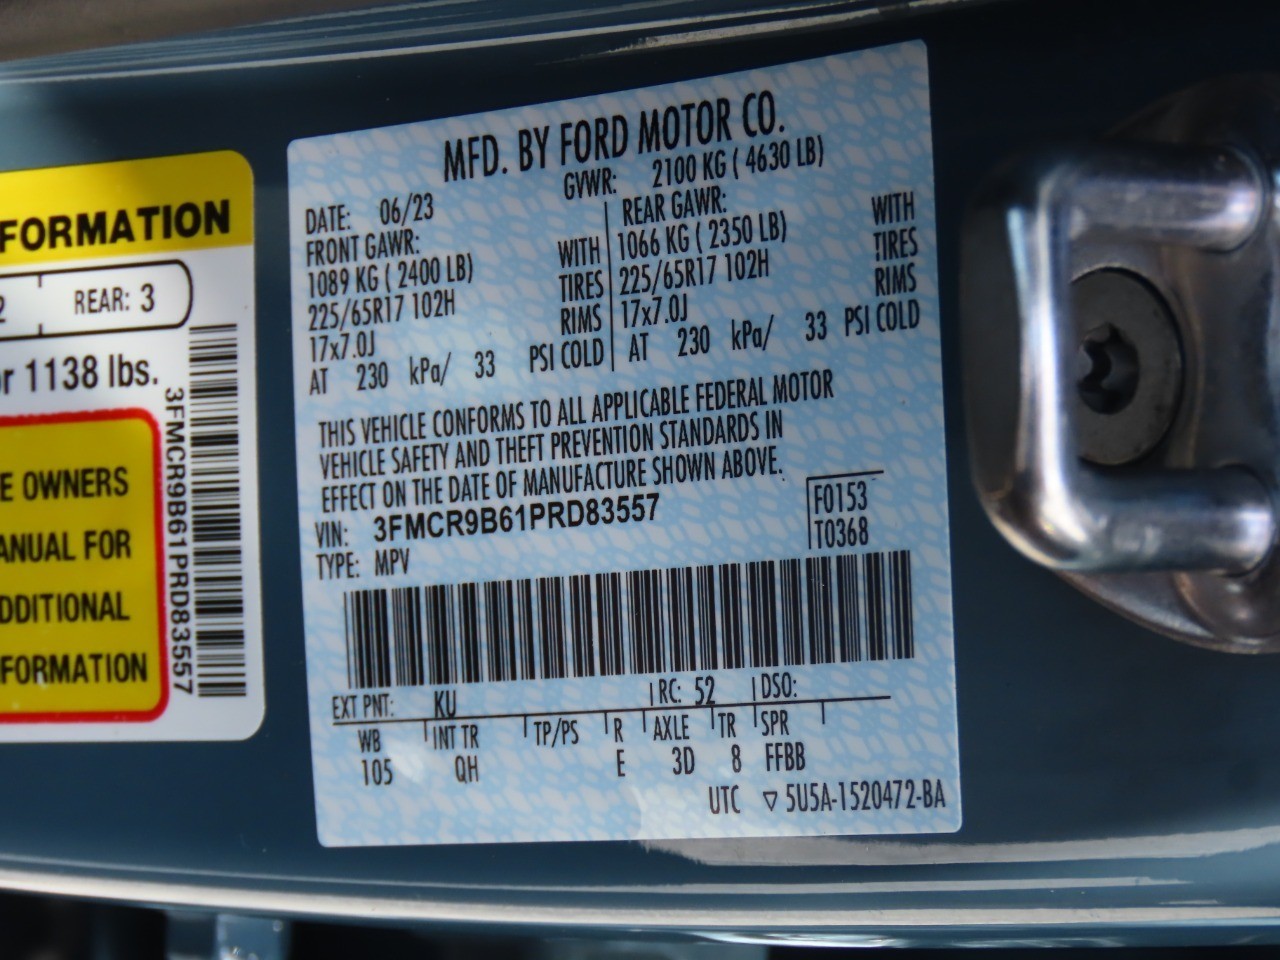 FORMATION
2 REAR: 3
or 1138 lbs.
E OWNERS
ANUAL FOR
DDITIONAL
FORMATION
3FMCR9B61PRD83557
MFD. BY FORD MOTOR CO.
DATE: 06/23 GVWR: 2100 KG ( 4630 LB)
FRONT GAWR:
1089 KG ( 2400 LB) WITH
225/65R17 102H TIRES
17x7.0J RIMS
AT 230 kPa/ 33 PSI COLD
REAR GAWR: WITH
1066 KG ( 2350 LB) TIRES
225/65R17 102H RIMS
17x7.0J
AT 230 kPa/ 33 PSI COLD
THIS VEHICLE CONFORMS TO ALL APPLICABLE FEDERAL MOTOR
VEHICLE SAFETY AND THEFT PREVENTION STANDARDS IN
EFFECT ON THE DATE OF MANUFACTURE SHOWN ABOVE.
VIN: 3FMCR9B61PRD83557
TYPE: MPV
F0153
T0368
EXT PNT: KU RC: 52 DSO:
WB INT TR TP/PS R AXLE TR SPR
105 QH E 3D 8 FFBB
UTC ▽ 5U5A-1520472-BA